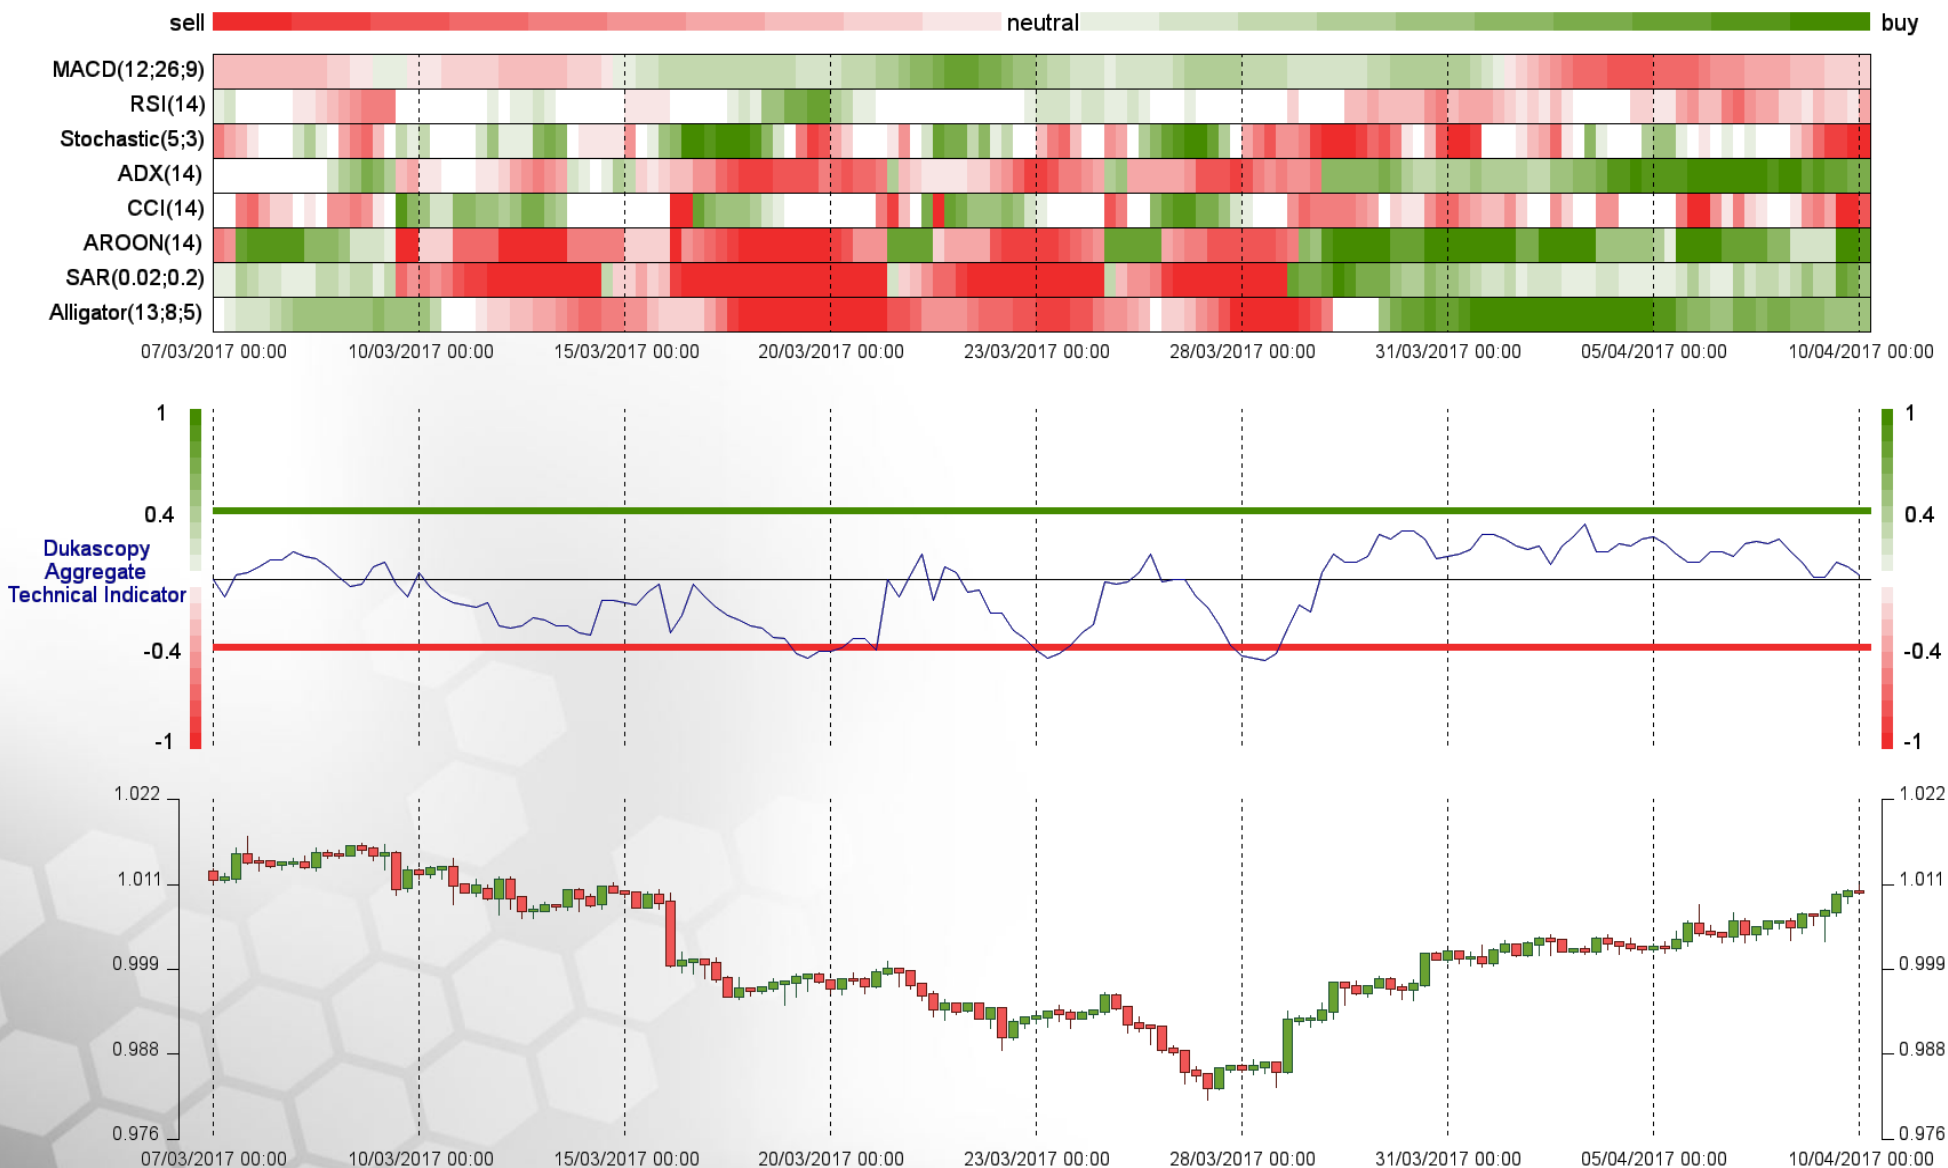 sell neutral buy
MACD(12;26;9)
RSI(14)
Stochastic(5;3)
ADX(14)
CCI(14)
AROON(14)
SAR(0.02;0.2)
Alligator(13;8;5)
07/03/2017 00:00 10/03/2017 00:00 15/03/2017 00:00 20/03/2017 00:00 23/03/2017 00:00 28/03/2017 00:00 31/03/2017 00:00 05/04/2017 00:00 10/04/2017 00:00
1 1
0.4 0.4
Dukascopy
Aggregate
Technical Indicator
-0.4 -0.4
-1 -1
1.022 1.022
1.011 1.011
0.999 0.999
0.988 0.988
0.976 0.976
07/03/2017 00:00 10/03/2017 00:00 15/03/2017 00:00 20/03/2017 00:00 23/03/2017 00:00 28/03/2017 00:00 31/03/2017 00:00 05/04/2017 00:00 10/04/2017 00:00